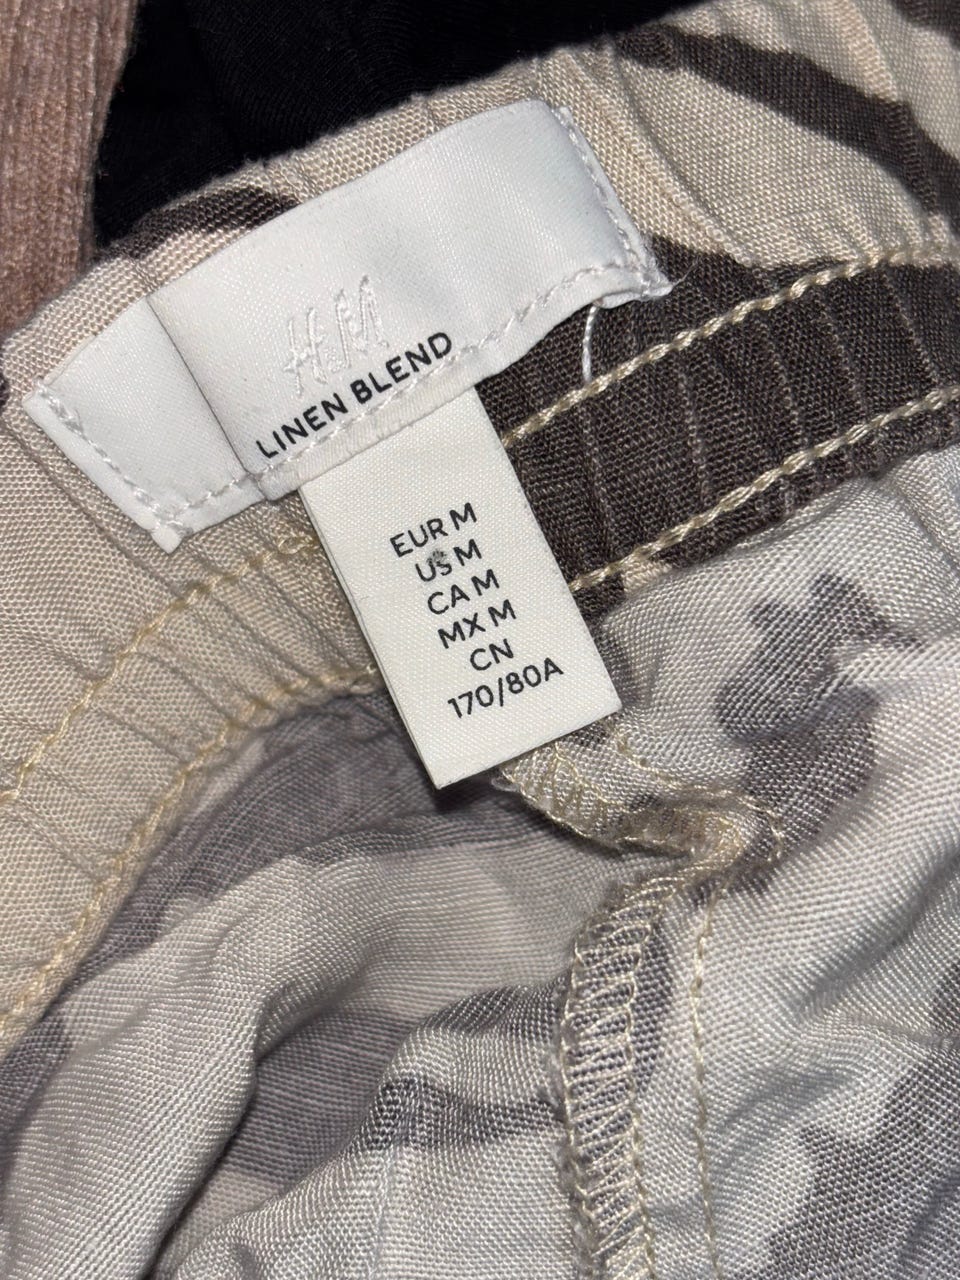 H&M
LINEN BLEND
EUR M
US M
CA M
MX M
CN
170/80A